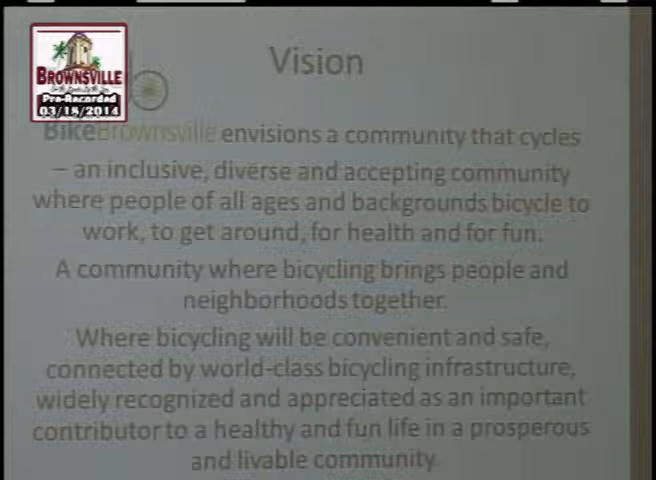 Vision
BROWNSVILLE
Pre-Recorded
03/18/2014
BikeBrownsville envisions a community that cycles
– an inclusive, diverse and accepting community
where people of all ages and backgrounds bicycle to
work, to get around, for health and for fun.
A community where bicycling brings people and
neighborhoods together.
Where bicycling will be convenient and safe,
connected by world-class bicycling infrastructure,
widely recognized and appreciated as an important
contributor to a healthy and fun life in a prosperous
and livable community.